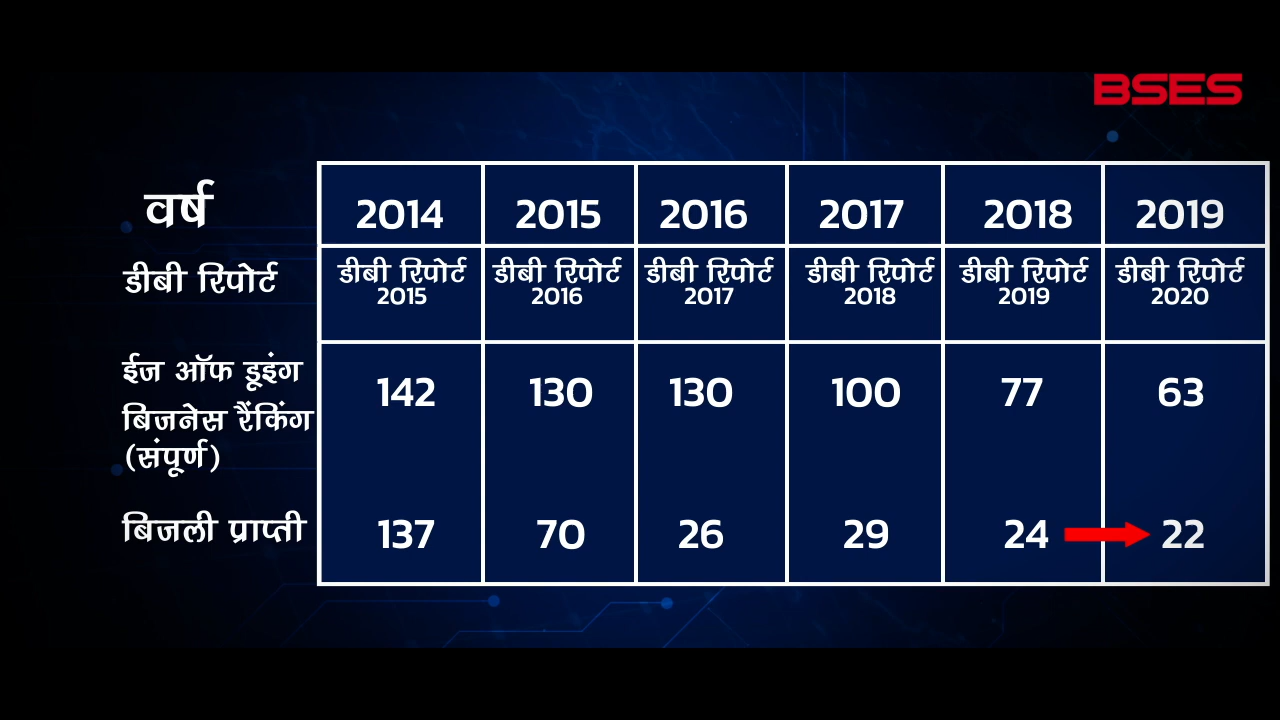 BSES
वर्ष 2014 2015 2016 2017 2018 2019
डीबी रिपोर्ट डीबी रिपोर्ट डीबी रिपोर्ट डीबी रिपोर्ट डीबी रिपोर्ट डीबी रिपोर्ट डीबी रिपोर्ट
2015 2016 2017 2018 2019 2020
ईज ऑफ डूइंग
बिजनेस रैंकिंग 142 130 130 100 77 63
(संपूर्ण)
बिजली प्राप्ती 137 70 26 29 24 22